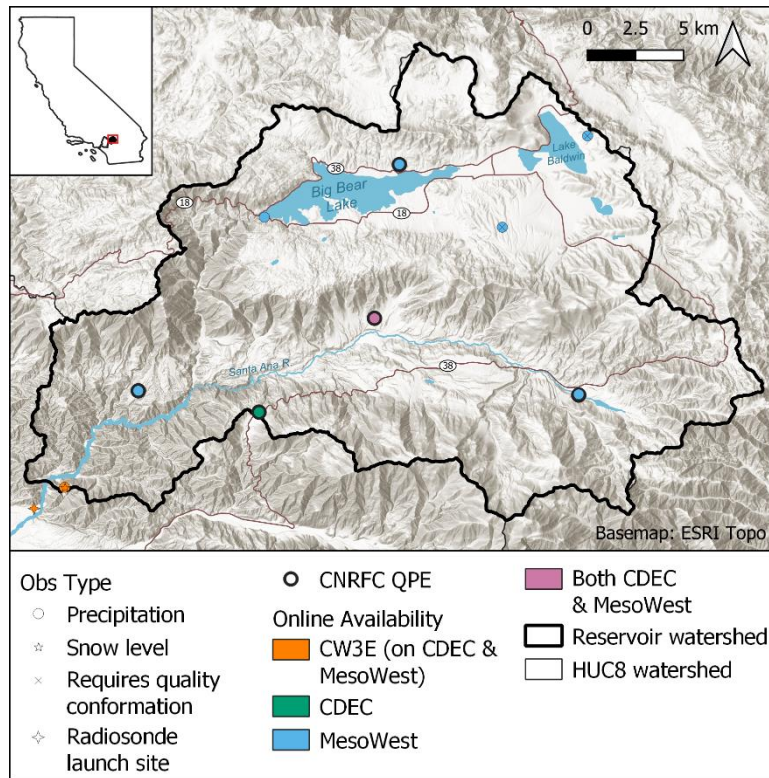 0 2.5 5 km
38
Lake
Baldwin
Big Bear
Lake
18
18
Santa Ana R.
38
Basemap: ESRI Topo
Obs Type
Precipitation
Snow level
Requires quality
conformation
Radiosonde
launch site
CNRFC QPE
Online Availability
CW3E (on CDEC &
MesoWest)
CDEC
MesoWest
Both CDEC
& MesoWest
Reservoir watershed
HUC8 watershed